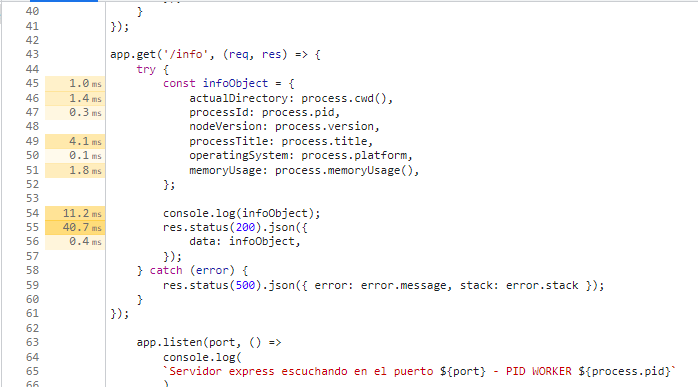 40 }
41 });
42
43 app.get('/info', (req, res) => {
44 try {
45 1.0 ms const infoObject = {
46 1.4 ms actualDirectory: process.cwd(),
47 0.3 ms processId: process.pid,
48 nodeVersion: process.version,
49 4.1 ms processTitle: process.title,
50 0.1 ms operatingSystem: process.platform,
51 1.8 ms memoryUsage: process.memoryUsage(),
52 };
53
54 11.2 ms console.log(infoObject);
55 40.7 ms res.status(200).json({
56 0.4 ms data: infoObject,
57 });
58 } catch (error) {
59 res.status(500).json({ error: error.message, stack: error.stack });
60 }
61 });
62
63 app.listen(port, () =>
64 console.log(
65 `Servidor express escuchando en el puerto ${port} - PID WORKER ${process.pid}`
66 )